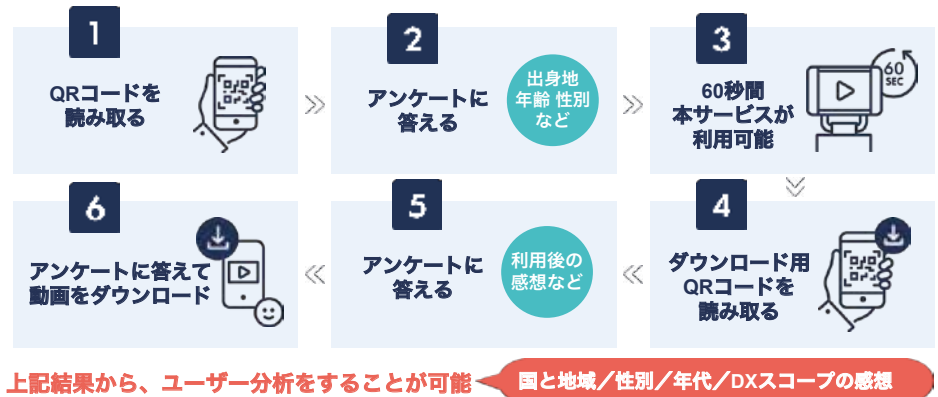 1
QRコードを
読み取る
2
アンケートに
答える
出身地
年齢 性別
など
3
60秒間
本サービスが
利用可能
60
SEC
4
ダウンロード用
QRコードを
読み取る
5
アンケートに
答える
利用後の
感想など
6
アンケートに答えて
動画をダウンロード
上記結果から、ユーザー分析をすることが可能
国と地域／性別／年代／DXスコープの感想